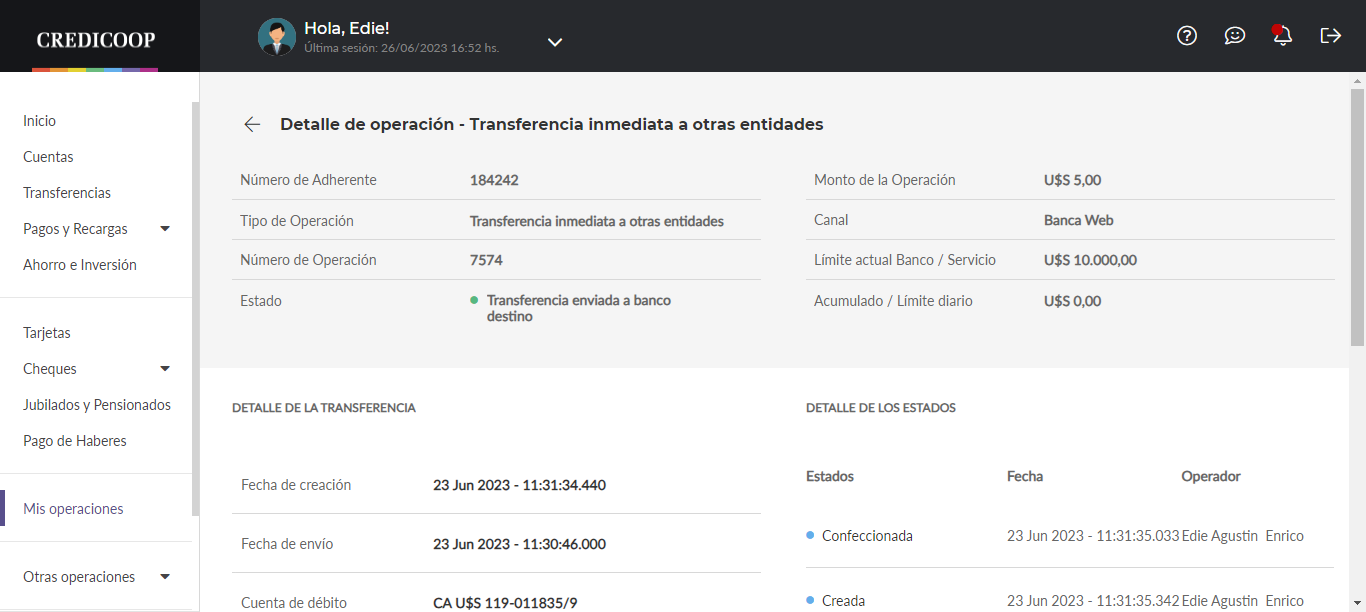 CREDICOOP
Hola, Edie!
Última sesión: 26/06/2023 16:52 hs.
Inicio
Cuentas
Transferencias
Pagos y Recargas
Ahorro e Inversión
Tarjetas
Cheques
Jubilados y Pensionados
Pago de Haberes
Mis operaciones
Otras operaciones
Detalle de operación - Transferencia inmediata a otras entidades
Número de Adherente 184242
Tipo de Operación Transferencia inmediata a otras entidades
Número de Operación 7574
Estado Transferencia enviada a banco
destino
Monto de la Operación U$S 5,00
Canal Banca Web
Límite actual Banco / Servicio U$S 10.000,00
Acumulado / Límite diario U$S 0,00
DETALLE DE LA TRANSFERENCIA
Fecha de creación 23 Jun 2023 - 11:31:34.440
Fecha de envío 23 Jun 2023 - 11:30:46.000
Cuenta de débito CA U$S 119-011835/9
DETALLE DE LOS ESTADOS
Estados Fecha Operador
Confeccionada 23 Jun 2023 - 11:31:35.033 Edie Agustin Enrico
Creada 23 Jun 2023 - 11:31:35.342 Edie Agustin Enrico